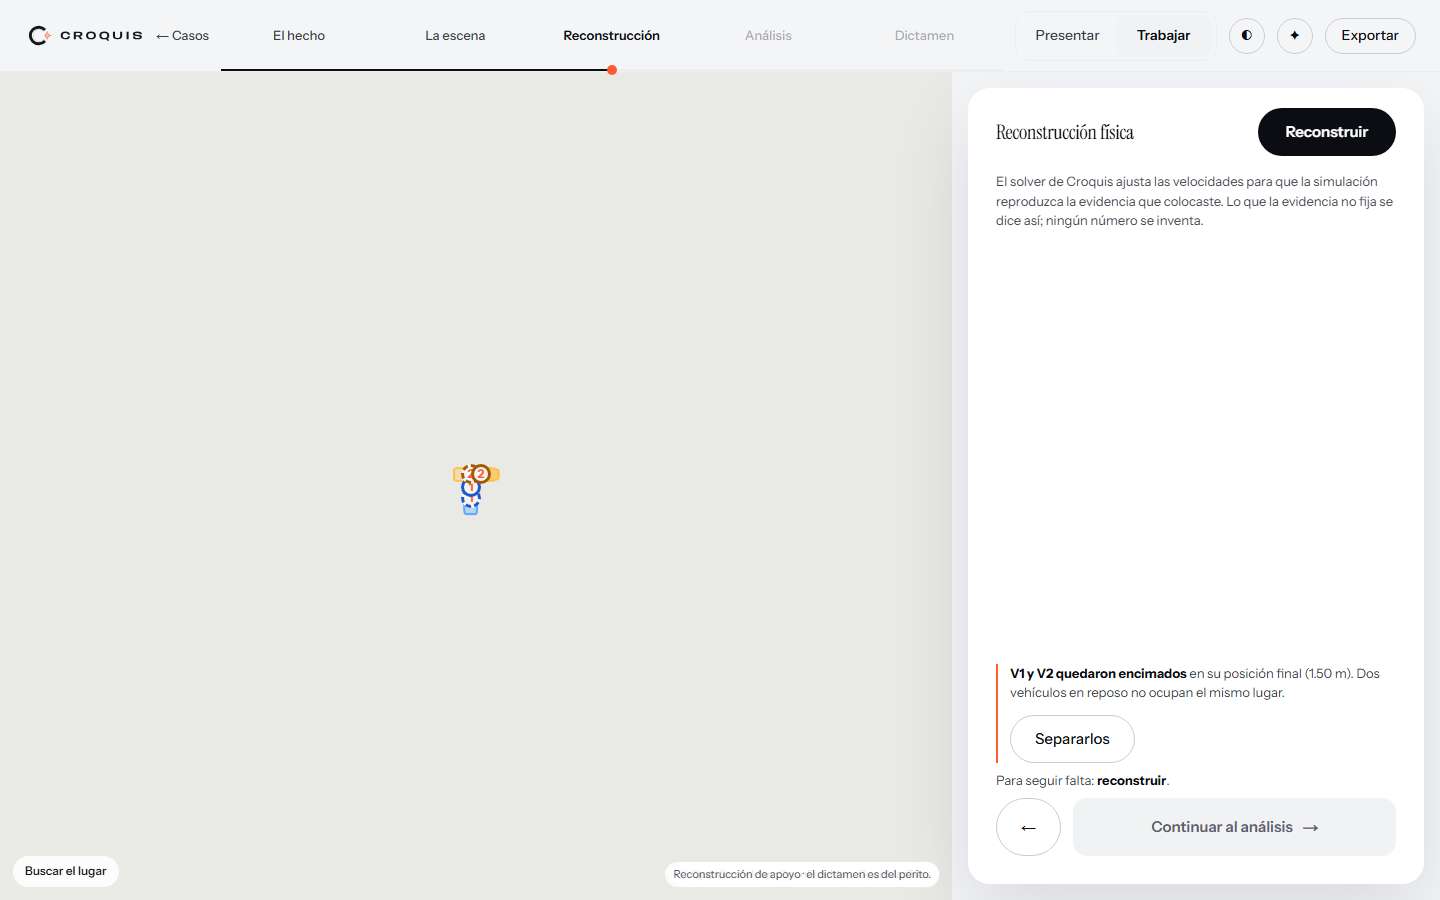 CROQUIS
← Casos
El hecho
La escena
Reconstrucción
Análisis
Dictamen
Presentar
Trabajar
Exportar
Reconstrucción física
Reconstruir
El solver de Croquis ajusta las velocidades para que la simulación
reproduzca la evidencia que colocaste. Lo que la evidencia no fija se
dice así; ningún número se inventa.
2
V1 y V2 quedaron encimados en su posición final (1.50 m). Dos
vehículos en reposo no ocupan el mismo lugar.
Separarlos
Para seguir falta: reconstruir.
←
Continuar al análisis →
Buscar el lugar
Reconstrucción de apoyo · el dictamen es del perito.